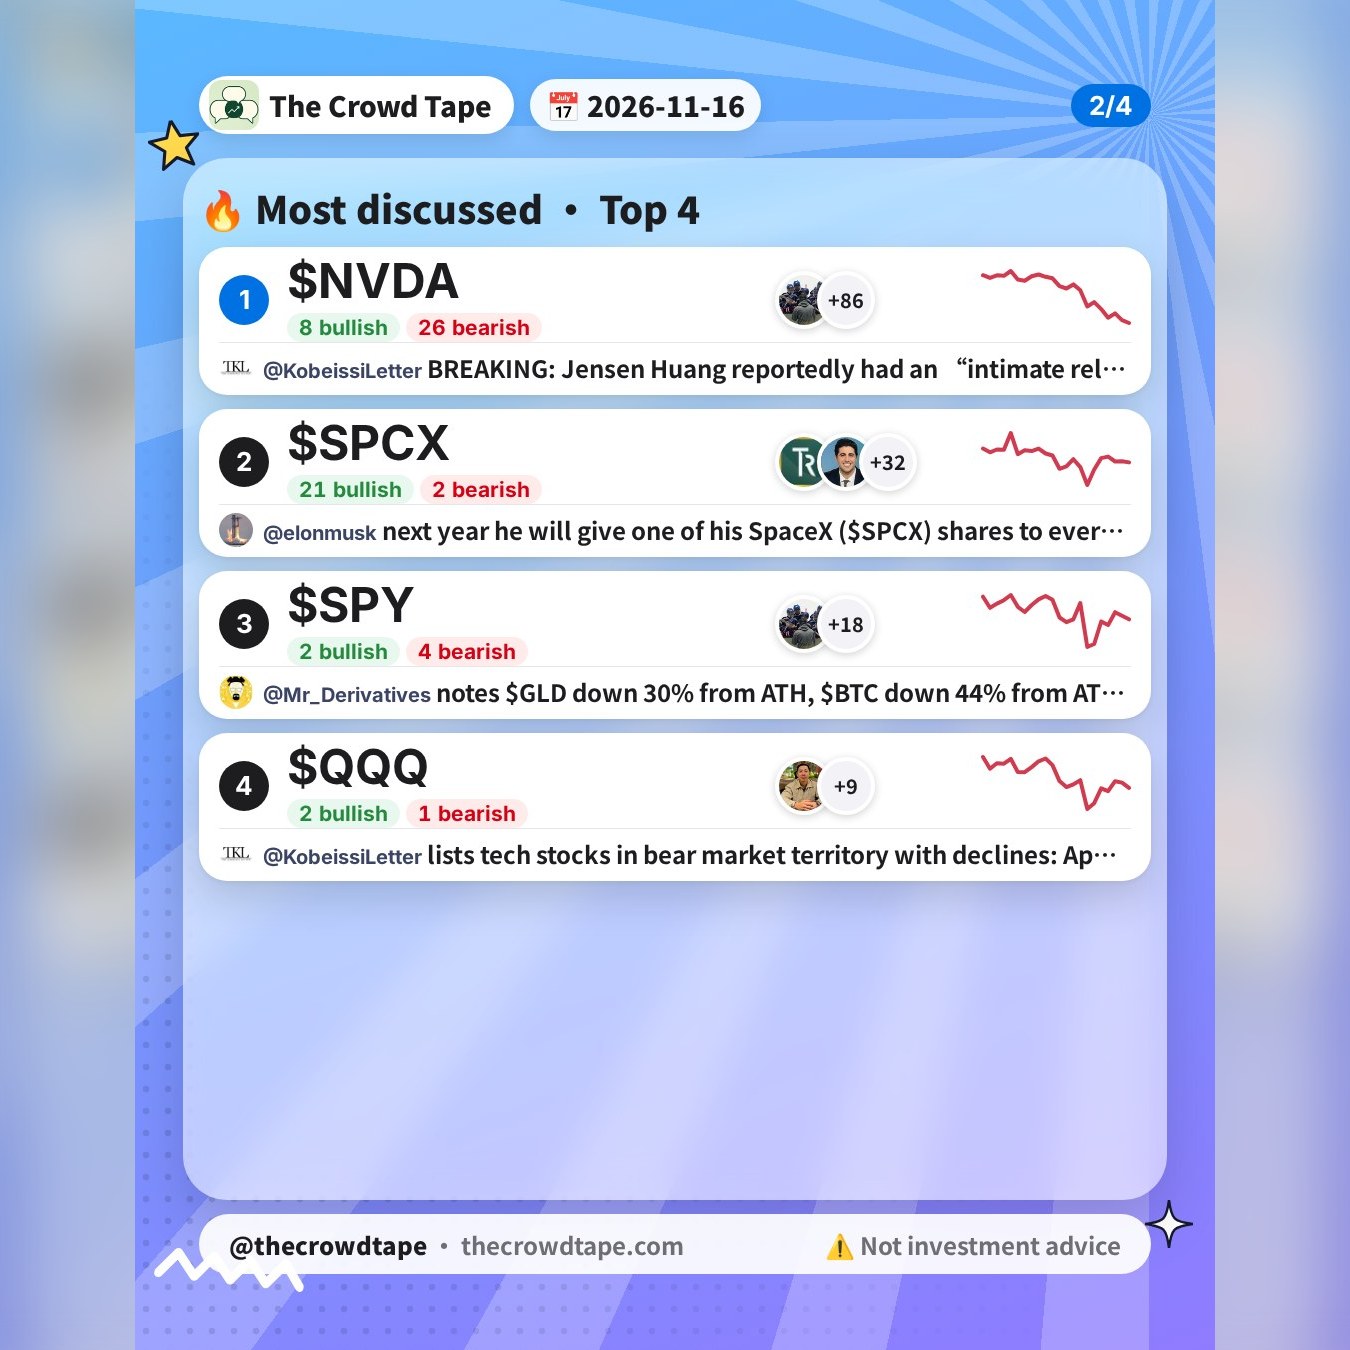 The Crowd Tape
July 17
2026-11-16
2/4
Most discussed • Top 4
1
$NVDA
8 bullish 26 bearish
+86
TKL @KobeissiLetter BREAKING: Jensen Huang reportedly had an “intimate rel···
2
$SPCX
21 bullish 2 bearish
TR
+32
@elonmusk next year he will give one of his SpaceX ($SPCX) shares to ever···
3
$SPY
2 bullish 4 bearish
+18
@Mr_Derivatives notes $GLD down 30% from ATH, $BTC down 44% from AT···
4
$QQQ
2 bullish 1 bearish
+9
TKL @KobeissiLetter lists tech stocks in bear market territory with declines: Ap···
@thecrowdtape • thecrowdtape.com
Not investment advice